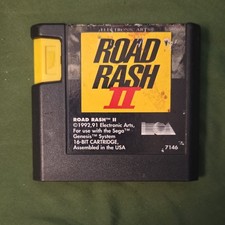 ELECTRONIC ARTS
ROAD
RASH
II
ROAD RASH™ II
©1992,91 Electronic Arts,
For use with the Sega™
Genesis™ System
16-BIT CARTRIDGE.
Assembled in the USA
7146